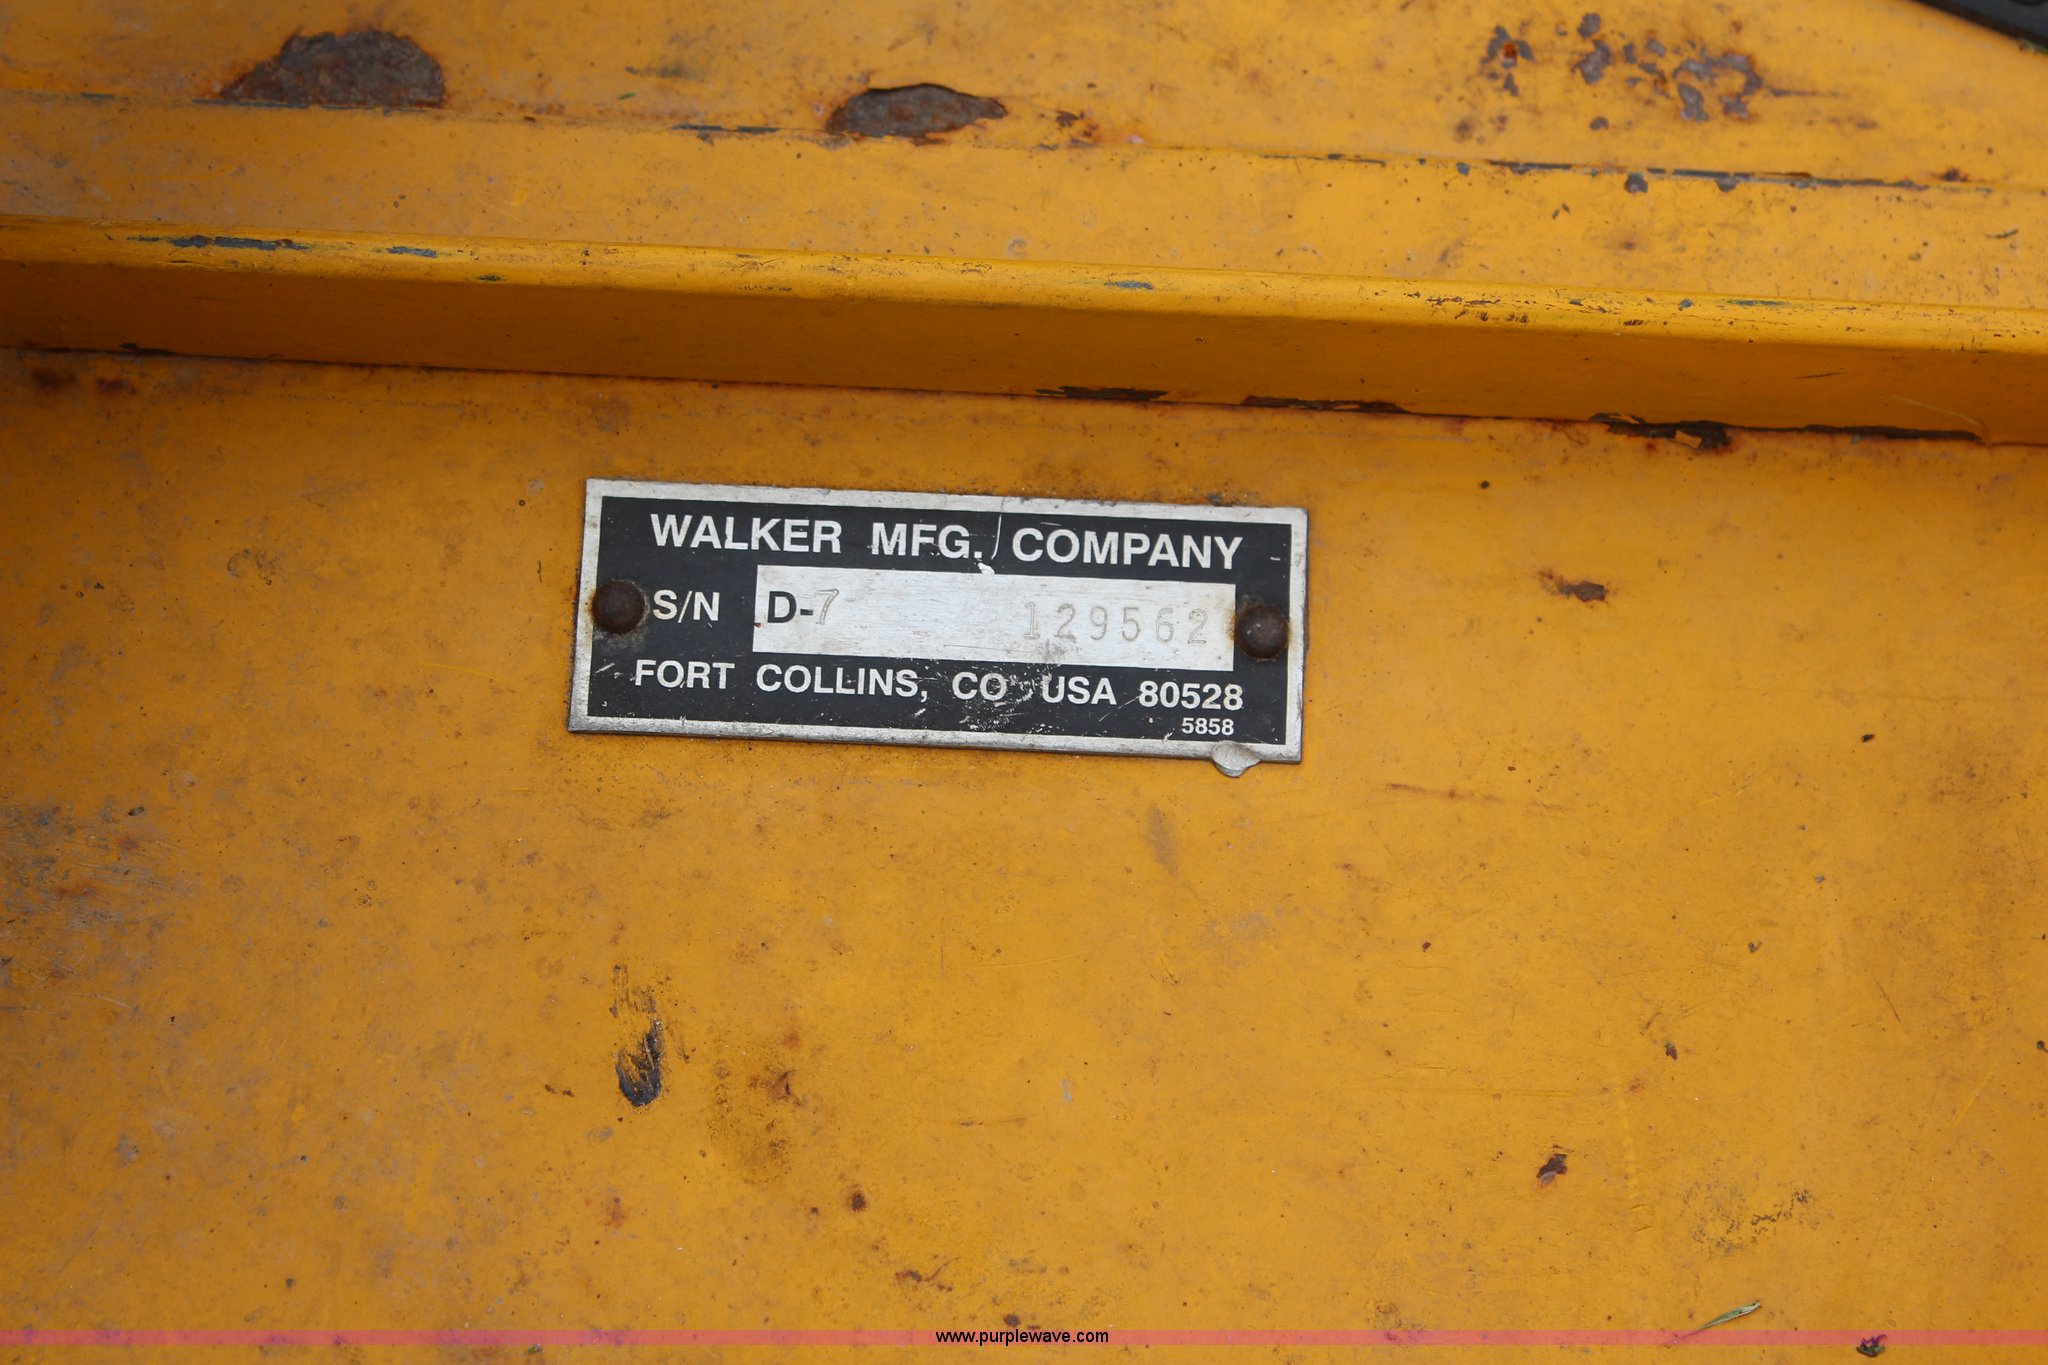 WALKER MFG. COMPANY
S/N D-7 129562
FORT COLLINS, CO USA 80528
5858
www.purplewave.com